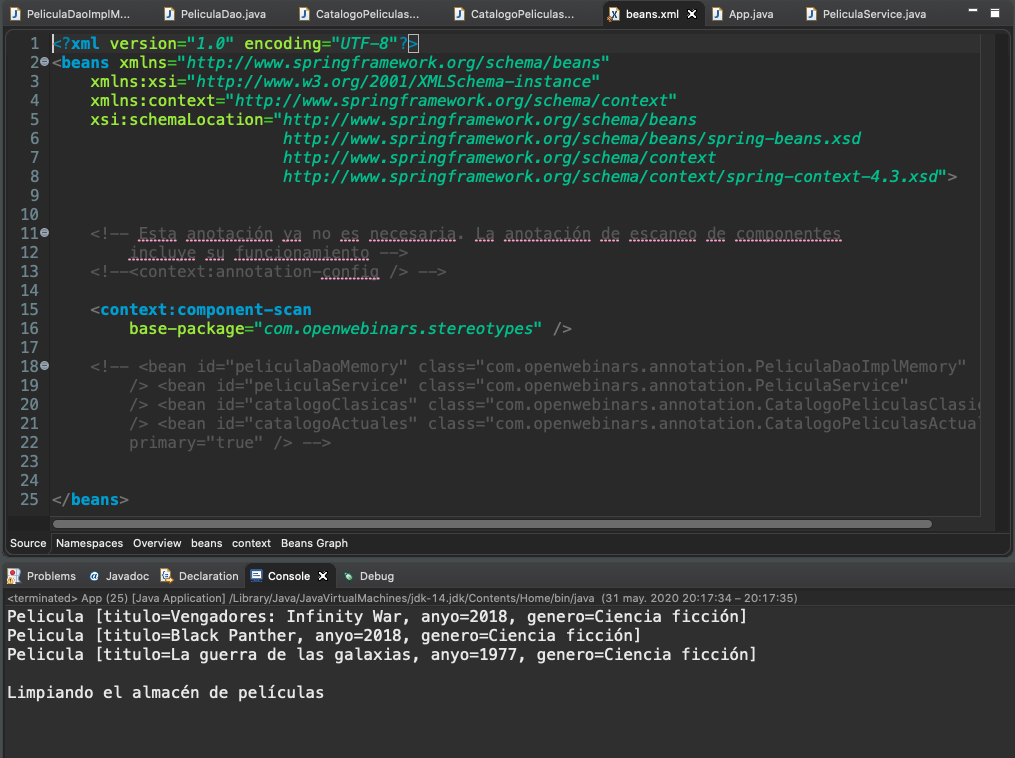 PeliculaDaoImplM... PeliculaDao.java CatalogoPeliculas... CatalogoPeliculas... beans.xml App.java PeliculaService.java
1 <?xml version="1.0" encoding="UTF-8"?>
2 <beans xmlns="http://www.springframework.org/schema/beans"
3 xmlns:xsi="http://www.w3.org/2001/XMLSchema-instance"
4 xmlns:context="http://www.springframework.org/schema/context"
5 xsi:schemaLocation="http://www.springframework.org/schema/beans
6 http://www.springframework.org/schema/beans/spring-beans.xsd
7 http://www.springframework.org/schema/context
8 http://www.springframework.org/schema/context/spring-context-4.3.xsd">
9
10
11 <!-- Esta anotación ya no es necesaria. La anotación de escaneo de componentes
12 incluye su funcionamiento -->
13 <!--<context:annotation-config /> -->
14
15 <context:component-scan
16 base-package="com.openwebinars.stereotypes" />
17
18 <!-- <bean id="peliculaDaoMemory" class="com.openwebinars.annotation.PeliculaDaoImplMemory"
19 /> <bean id="peliculaService" class="com.openwebinars.annotation.PeliculaService"
20 /> <bean id="catalogoClasicas" class="com.openwebinars.annotation.CatalogoPeliculasClasi
21 /> <bean id="catalogoActuales" class="com.openwebinars.annotation.CatalogoPeliculasActua
22 primary="true" /> -->
23
24
25 </beans>
Source Namespaces Overview beans context Beans Graph
Problems Javadoc Declaration Console Debug
<terminated> App (25) [Java Application] /Library/Java/JavaVirtualMachines/jdk-14.jdk/Contents/Home/bin/java (31 may. 2020 20:17:34 – 20:17:35)
Pelicula [titulo=Vengadores: Infinity War, anyo=2018, genero=Ciencia ficción]
Pelicula [titulo=Black Panther, anyo=2018, genero=Ciencia ficción]
Pelicula [titulo=La guerra de las galaxias, anyo=1977, genero=Ciencia ficción]
Limpiando el almacén de películas